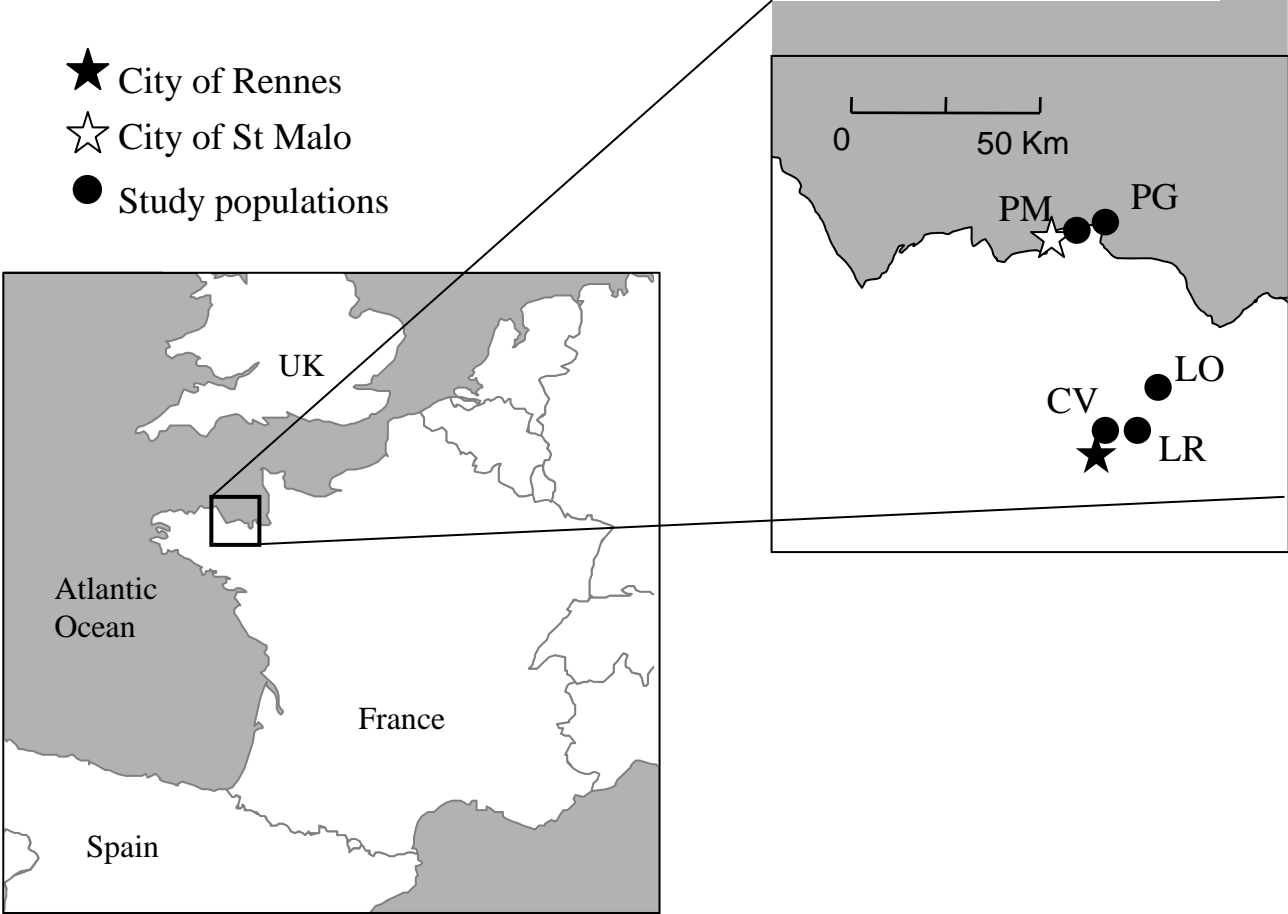 City of Rennes
City of St Malo
Study populations
0
50 Km
PM
PG
LO
CV
LR
UK
Atlantic
Ocean
France
Spain